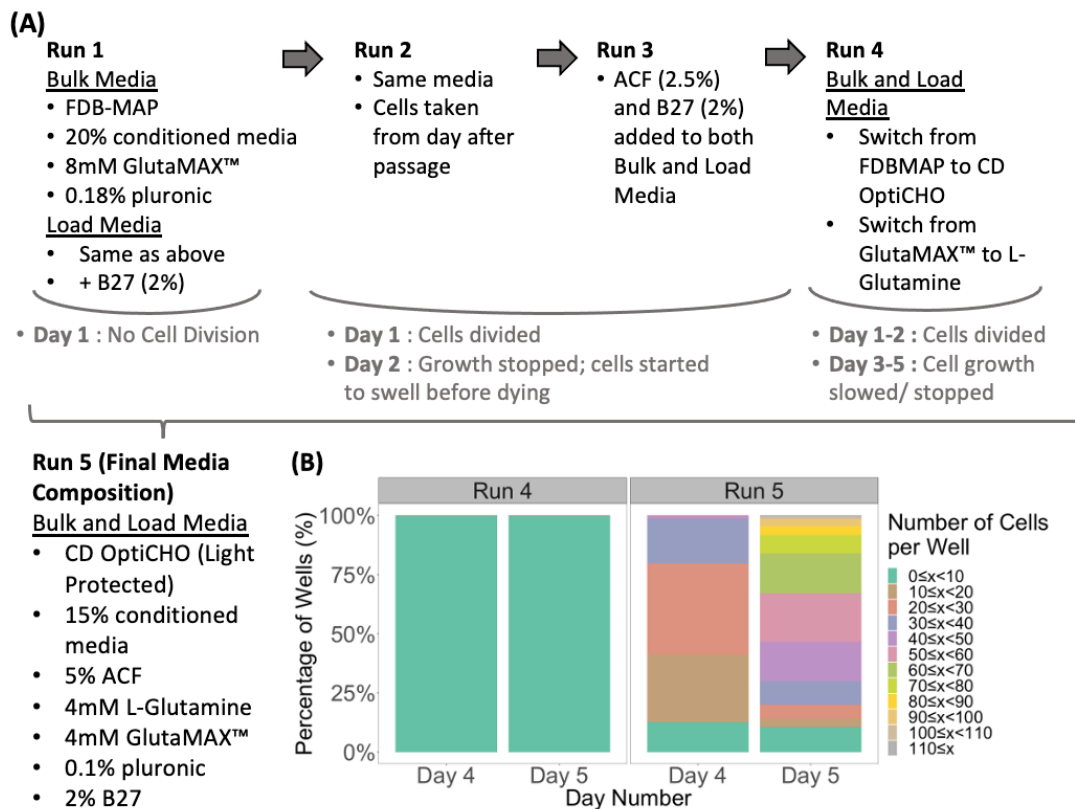 (A)
Run 1
Bulk Media
• FDB-MAP
• 20% conditioned media
• 8mM GlutaMAX™
• 0.18% pluronic
Load Media
• Same as above
• + B27 (2%)
• Day 1 : No Cell Division
Run 2
• Same media
• Cells taken
from day after
passage
Run 3
• ACF (2.5%)
and B27 (2%)
added to both
Bulk and Load
Media
• Day 1 : Cells divided
• Day 2 : Growth stopped; cells started
to swell before dying
Run 4
Bulk and Load
Media
• Switch from
FDBMAP to CD
OptiCHO
• Switch from
GlutaMAX™ to L-
Glutamine
• Day 1-2 : Cells divided
• Day 3-5 : Cell growth
slowed/ stopped
Run 5 (Final Media
Composition)
Bulk and Load Media
• CD OptiCHO (Light
Protected)
• 15% conditioned
media
• 5% ACF
• 4mM L-Glutamine
• 4mM GlutaMAX™
• 0.1% pluronic
• 2% B27
(B)
Run 4
Run 5
Percentage of Wells (%)
100%
75%
50%
25%
0%
Day 4
Day 5
Day 4
Day 5
Day Number
Number of Cells
per Well
0≤x<10
10≤x<20
20≤x<30
30≤x<40
40≤x<50
50≤x<60
60≤x<70
70≤x<80
80≤x<90
90≤x<100
100≤x<110
110≤x